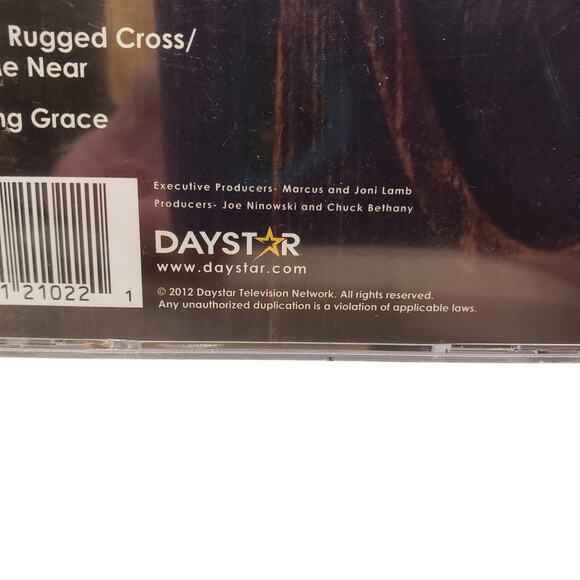 Rugged Cross/
e Near
ng Grace
Executive Producers- Marcus and Joni Lamb
Producers- Joe Ninowski and Chuck Bethany
DAYSTAR
www.daystar.com
1 21022 1
© 2012 Daystar Television Network. All rights reserved.
Any unauthorized duplication is a violation of applicable laws.